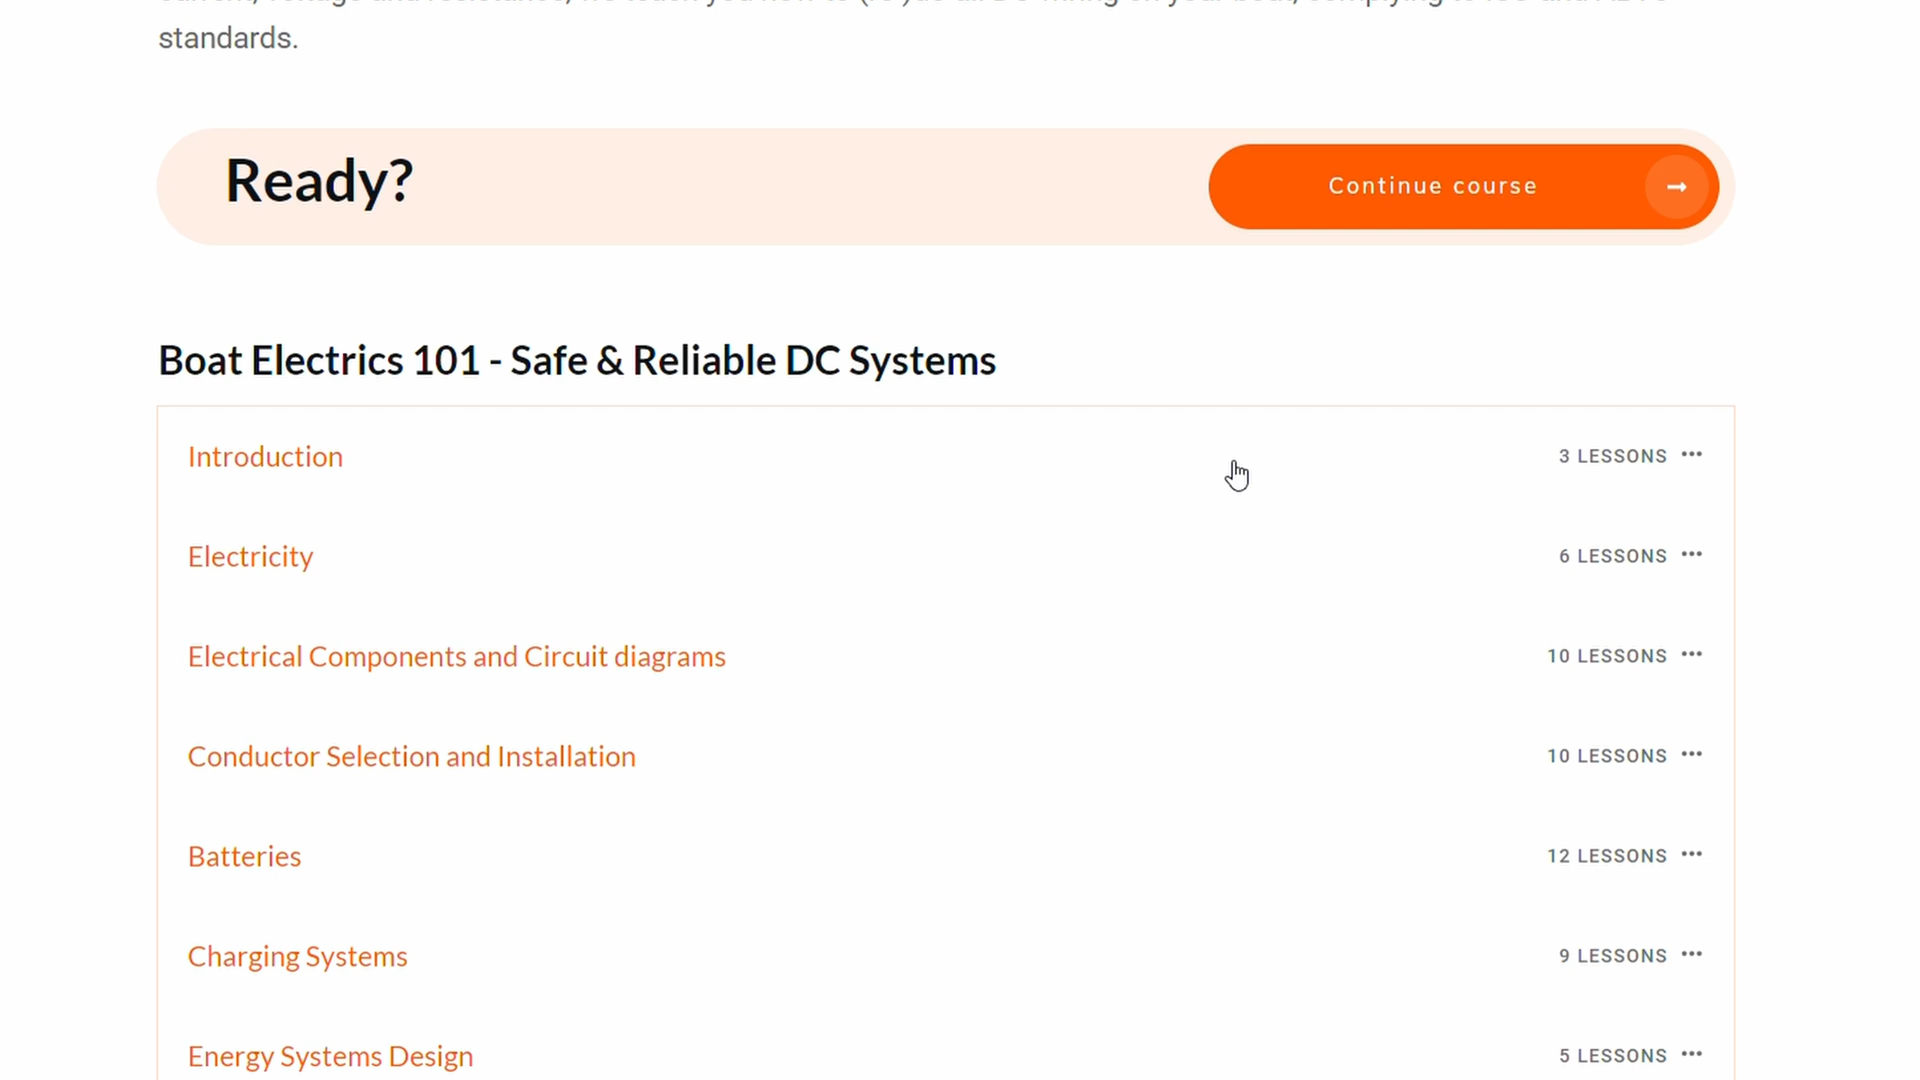 standards.
Ready?
Continue course
Boat Electrics 101 - Safe & Reliable DC Systems
Introduction 3 LESSONS
Electricity 6 LESSONS
Electrical Components and Circuit diagrams 10 LESSONS
Conductor Selection and Installation 10 LESSONS
Batteries 12 LESSONS
Charging Systems 9 LESSONS
Energy Systems Design 5 LESSONS